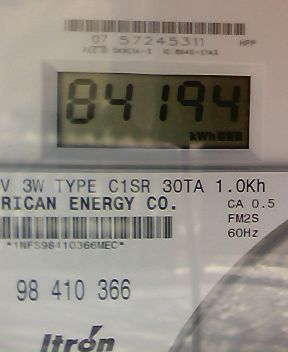 07 57245311 HPP
84194
kWh
V 3W TYPE C1SR 30TA 1.0Kh
RICAN ENERGY CO. CA 0.5
FM2S
*1NFS98410366MEC* 60Hz
98 410 366
Itron